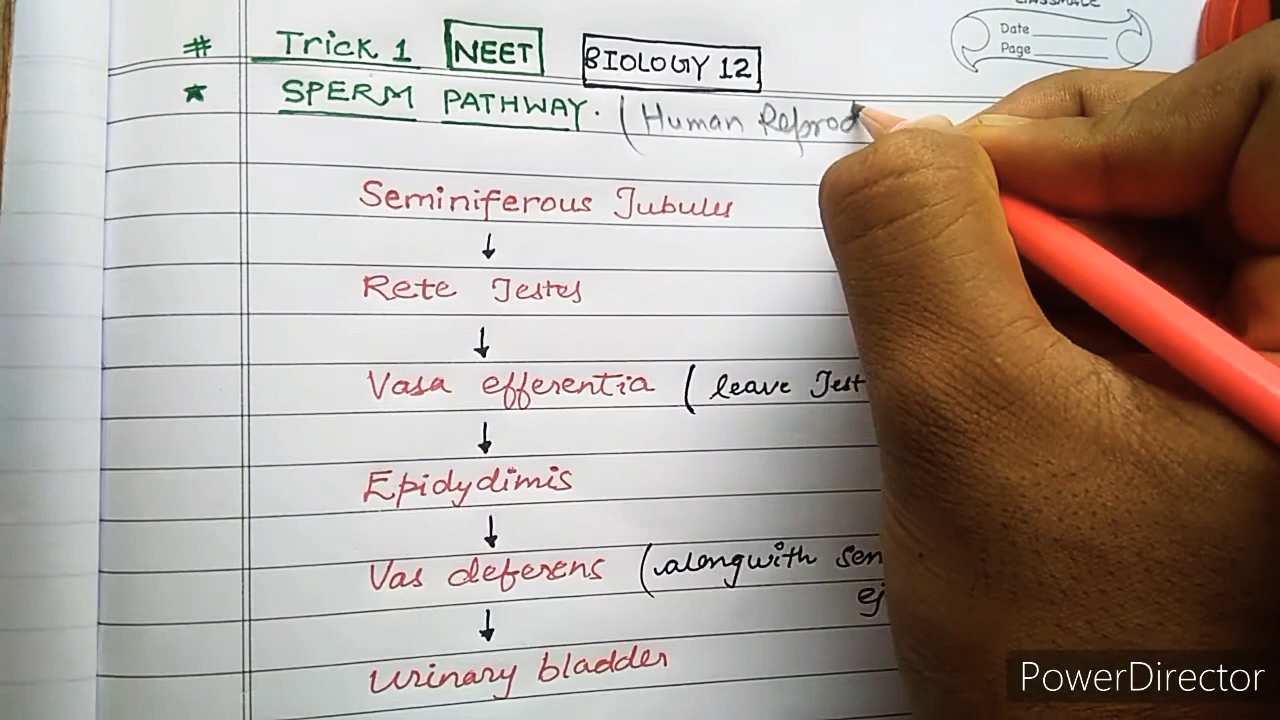 # Trick 1 NEET BIOLOGY 12
Date
Page
★ SPERM PATHWAY. (Human Reprod
Seminiferous Tubules
↓
Rete Testes
↓
Vasa efferentia (leave Test
↓
Epidydimis
↓
Vas deferens (alongwith sem
ej
↓
Urinary bladder
PowerDirector